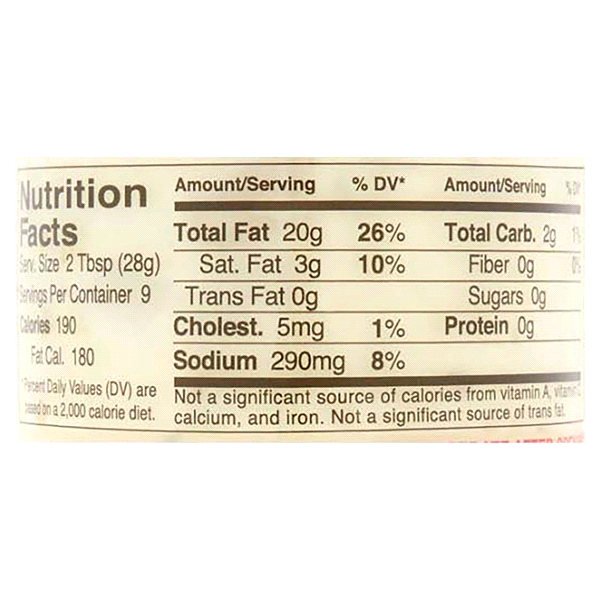 Nutrition
Facts
Serv. Size 2 Tbsp (28g)
Servings Per Container 9
Calories 190
Fat Cal. 180
*Percent Daily Values (DV) are
based on a 2,000 calorie diet.
Amount/Serving % DV* Amount/Serving % DV*
Total Fat 20g 26% Total Carb. 2g 1%
Sat. Fat 3g 10% Fiber 0g 0%
Trans Fat 0g Sugars 0g
Cholest. 5mg 1% Protein 0g
Sodium 290mg 8%
Not a significant source of calories from vitamin A, vitamin C,
calcium, and iron. Not a significant source of trans fat.